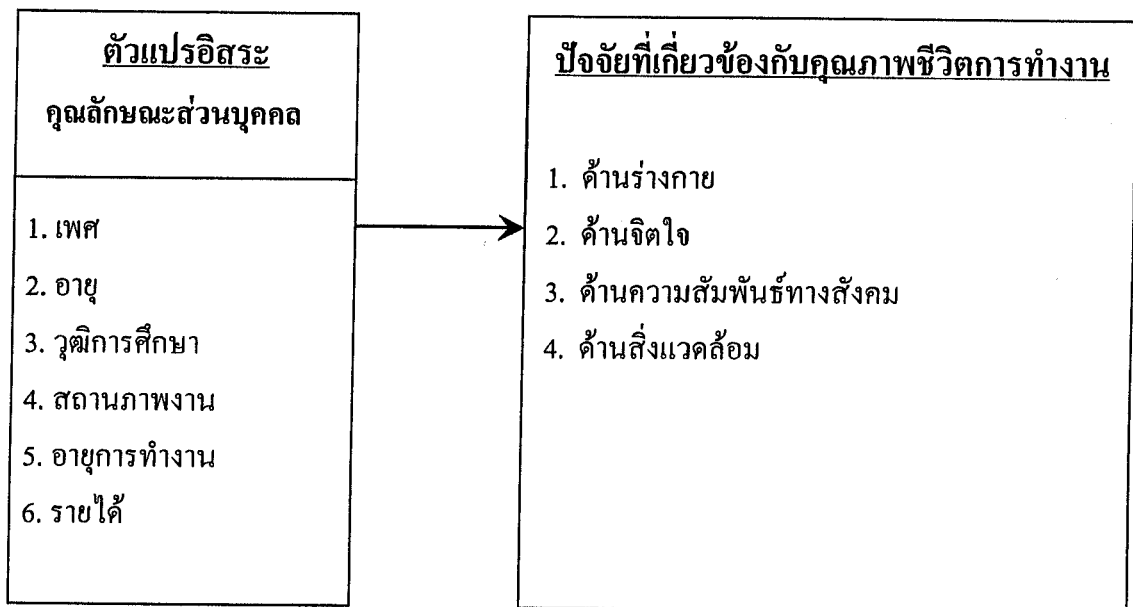 ตัวแปรอิสระ
คุณลักษณะส่วนบุคคล
1. เพศ
2. อายุ
3. วุฒิการศึกษา
4. สถานภาพงาน
5. อายุการทำงาน
6. รายได้
ปัจจัยที่เกี่ยวข้องกับคุณภาพชีวิตการทำงาน
1. ด้านร่างกาย
2. ด้านจิตใจ
3. ด้านความสัมพันธ์ทางสังคม
4. ด้านสิ่งแวดล้อม